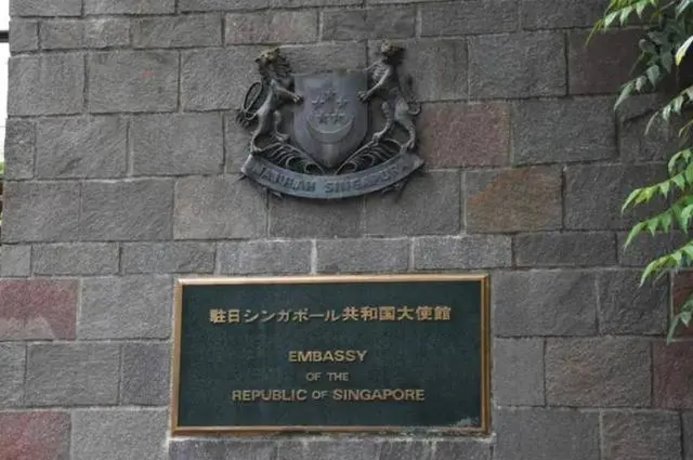 MAJULAH SINGAPURA
駐日シンガポール共和国大使館
EMBASSY
OF THE
REPUBLIC OF SINGAPORE